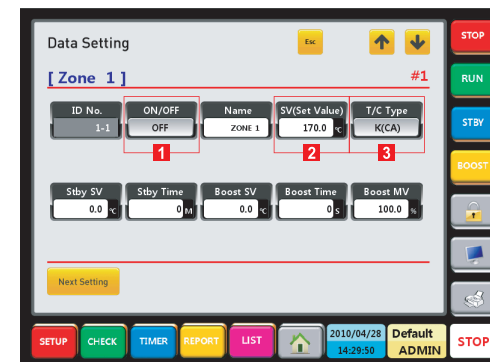 Data Setting
Esc
STOP
[ Zone 1 ]
#1
RUN
ID No.
ON/OFF
Name
SV(Set Value)
T/C Type
1-1
OFF
ZONE 1
170.0 ℃
K(CA)
STBY
1
2
3
BOOST
Stby SV
Stby Time
Boost SV
Boost Time
Boost MV
0.0 ℃
0 M
0.0 ℃
0 S
100.0 %
Next Setting
SETUP
CHECK
TIMER
REPORT
LIST
2010/04/28
14:29:50
Default
ADMIN
STOP